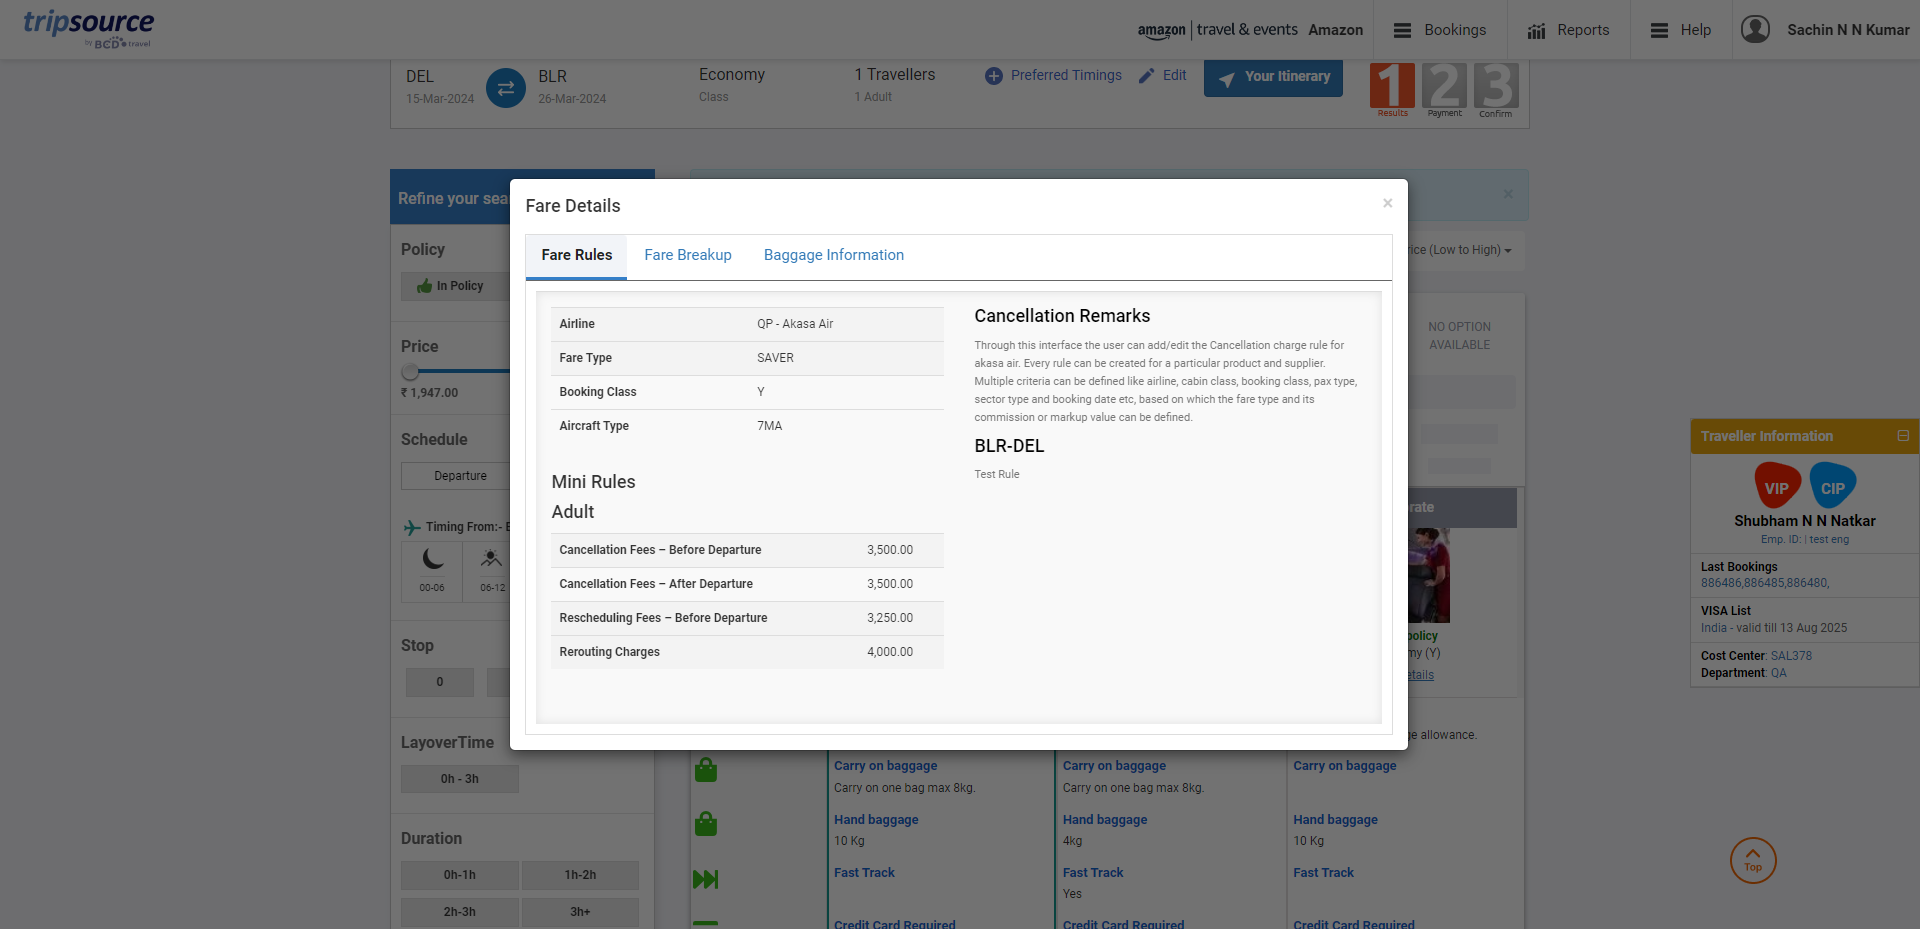 tripsource
by BCD travel
amazon | travel & events Amazon
Bookings
Reports
Help
Sachin N N Kumar
DEL
15-Mar-2024
BLR
26-Mar-2024
Economy
Class
1 Travellers
1 Adult
Preferred Timings
Edit
Your Itinerary
1
Results
2
Payment
3
Confirm
Refine your sea
Policy
In Policy
Price
₹ 1,947.00
Schedule
Departure
Timing From:-
00-06
06-12
Stop
0
LayoverTime
0h - 3h
Duration
0h-1h
1h-2h
2h-3h
3h+
Fare Details
×
Fare Rules
Fare Breakup
Baggage Information
Airline QP - Akasa Air
Fare Type SAVER
Booking Class Y
Aircraft Type 7MA
Mini Rules
Adult
Cancellation Fees – Before Departure 3,500.00
Cancellation Fees – After Departure 3,500.00
Rescheduling Fees – Before Departure 3,250.00
Rerouting Charges 4,000.00
Cancellation Remarks
Through this interface the user can add/edit the Cancellation charge rule for
akasa air. Every rule can be created for a particular product and supplier.
Multiple criteria can be defined like airline, cabin class, booking class, pax type,
sector type and booking date etc, based on which the fare type and its
commission or markup value can be defined.
BLR-DEL
Test Rule
×
rice (Low to High)
NO OPTION
AVAILABLE
rate
policy
my (Y)
etails
ge allowance.
Carry on baggage
Carry on one bag max 8kg.
Carry on baggage
Carry on one bag max 8kg.
Carry on baggage
Hand baggage
10 Kg
Hand baggage
4kg
Hand baggage
10 Kg
Fast Track
Fast Track
Yes
Fast Track
Credit Card Required
Credit Card Required
Credit Card Required
Traveller Information
VIP
CIP
Shubham N N Natkar
Emp. ID: | test eng
Last Bookings
886486,886485,886480,
VISA List
India - valid till 13 Aug 2025
Cost Center: SAL378
Department: QA
Top